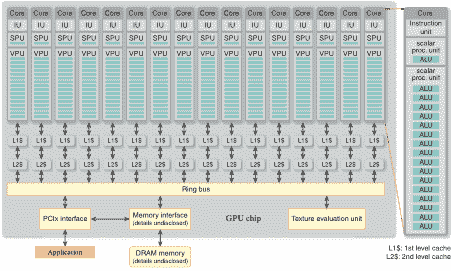 Core Core Core Core Core Core Core Core Core Core Core Core Core Core Core Core
IU IU IU IU IU IU IU IU IU IU IU IU IU IU IU IU
SPU SPU SPU SPU SPU SPU SPU SPU SPU SPU SPU SPU SPU SPU SPU SPU
VPU VPU VPU VPU VPU VPU VPU VPU VPU VPU VPU VPU VPU VPU VPU VPU
L1$ L1$ L1$ L1$ L1$ L1$ L1$ L1$ L1$ L1$ L1$ L1$ L1$ L1$ L1$ L1$
L2$ L2$ L2$ L2$ L2$ L2$ L2$ L2$ L2$ L2$ L2$ L2$ L2$ L2$ L2$ L2$
Ring bus
PCIx interface
Memory interface
(details undisclosed)
GPU chip
Texture evaluation unit
Application
DRAM memory
(details undisclosed)
Core
Instruction
unit
scalar
proc. unit
ALU
scalar
proc. unit
ALU
ALU
ALU
ALU
ALU
ALU
ALU
ALU
ALU
ALU
ALU
ALU
L1$: 1st level cache
L2$: 2nd level cache